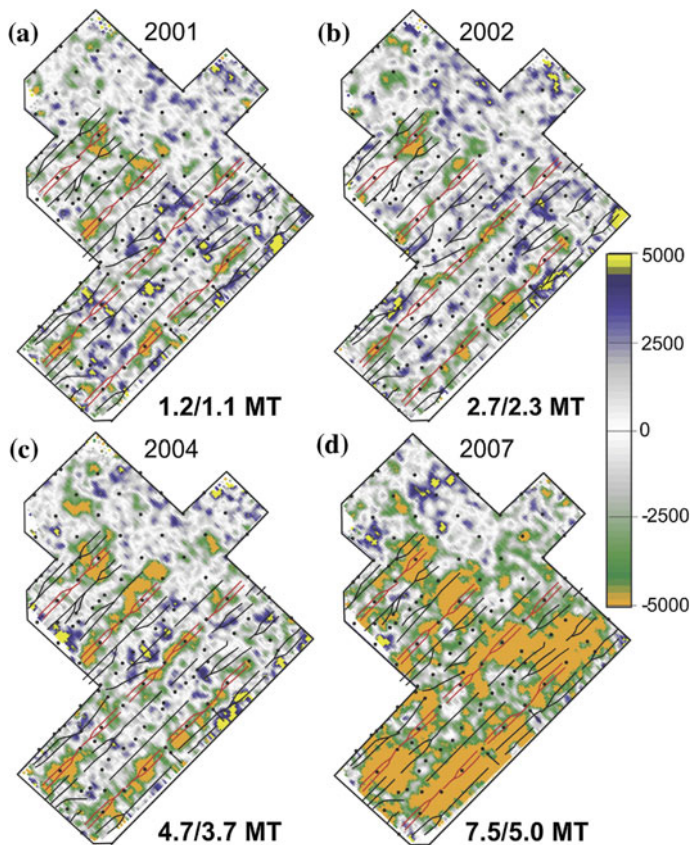 (a) 2001
(b) 2002
1.2/1.1 MT
2.7/2.3 MT
5000
2500
0
-2500
-5000
(c) 2004
(d) 2007
4.7/3.7 MT
7.5/5.0 MT